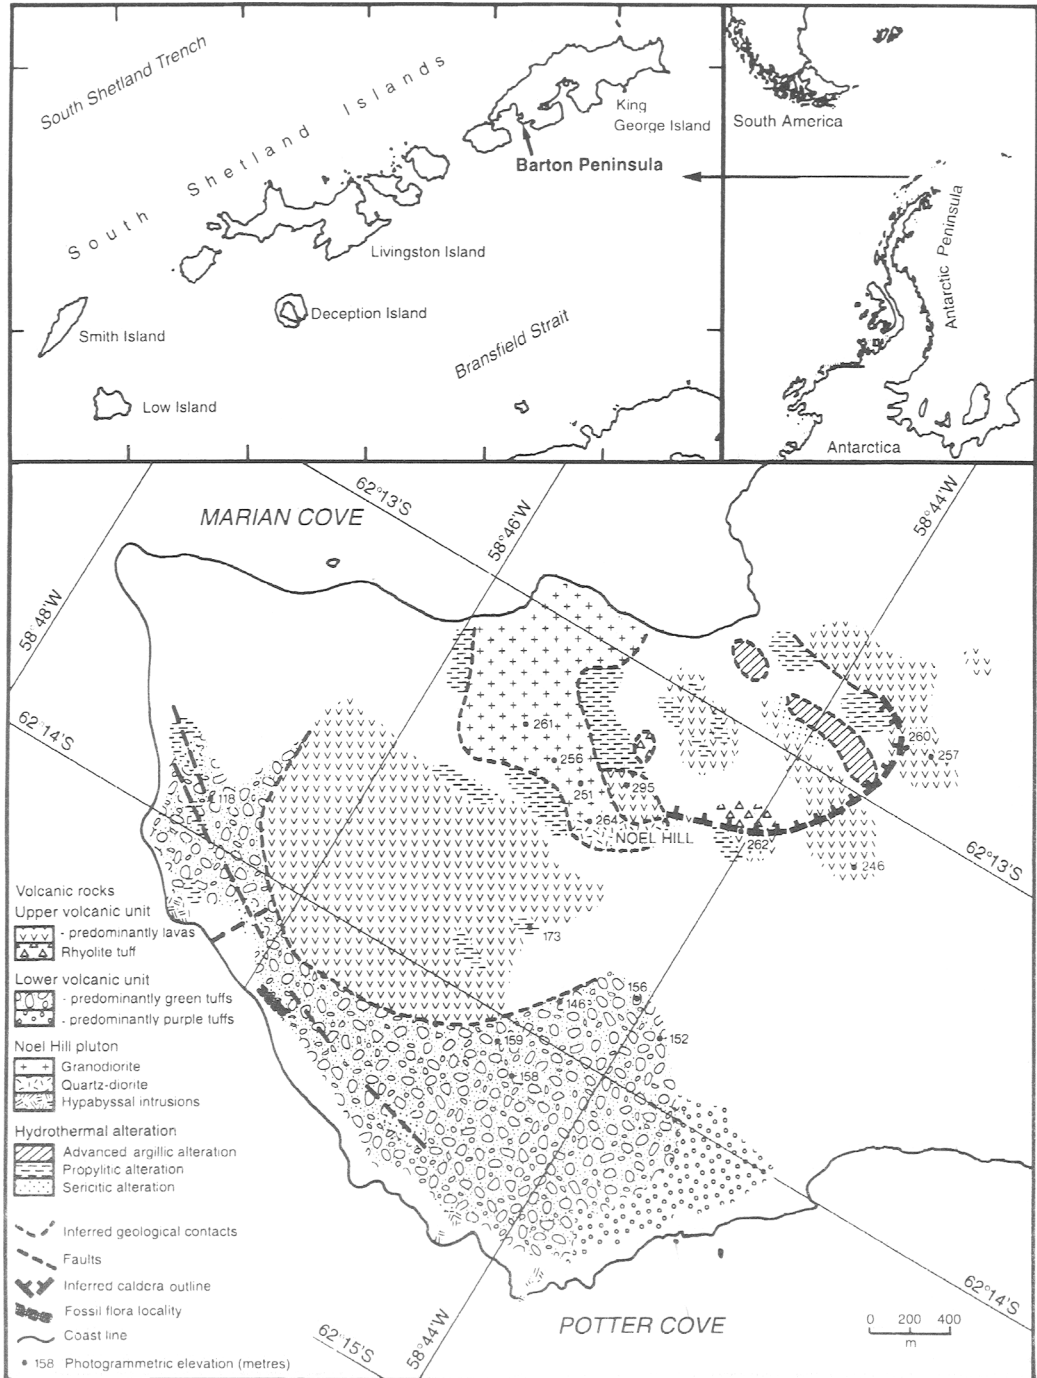 South Shetland Trench
South Shetland Islands
King
George Island
Barton Peninsula
Livingston Island
Deception Island
Smith Island
Low Island
Bransfield Strait
South America
Antarctic Peninsula
Antarctica
MARIAN COVE
62°13'S
58°46'W
58°44'W
58°48'W
62°14'S
261
256
251
264
295
NOEL HILL
262
260
257
246
62°13'S
118
173
146
156
159
152
158
Volcanic rocks
Upper volcanic unit
- predominantly lavas
Rhyolite tuff
Lower volcanic unit
- predominantly green tuffs
- predominantly purple tuffs
Noel Hill pluton
Granodiorite
Quartz-diorite
Hypabyssal intrusions
Hydrothermal alteration
Advanced argillic alteration
Propylitic alteration
Sericitic alteration
Inferred geological contacts
Faults
Inferred caldera outline
Fossil flora locality
Coast line
• 158 Photogrammetric elevation (metres)
62°15'S
58°44'W
POTTER COVE
62°14'S
0 200 400
m